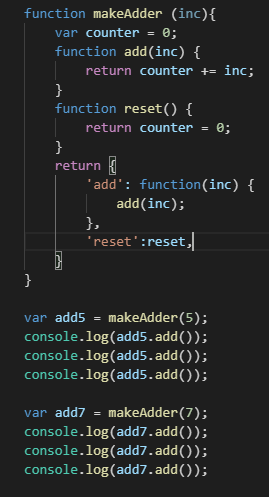 function makeAdder (inc){
var counter = 0;
function add(inc) {
return counter += inc;
}
function reset() {
return counter = 0;
}
return {
'add': function(inc) {
add(inc);
},
'reset':reset,
}
}
var add5 = makeAdder(5);
console.log(add5.add());
console.log(add5.add());
console.log(add5.add());
var add7 = makeAdder(7);
console.log(add7.add());
console.log(add7.add());
console.log(add7.add());